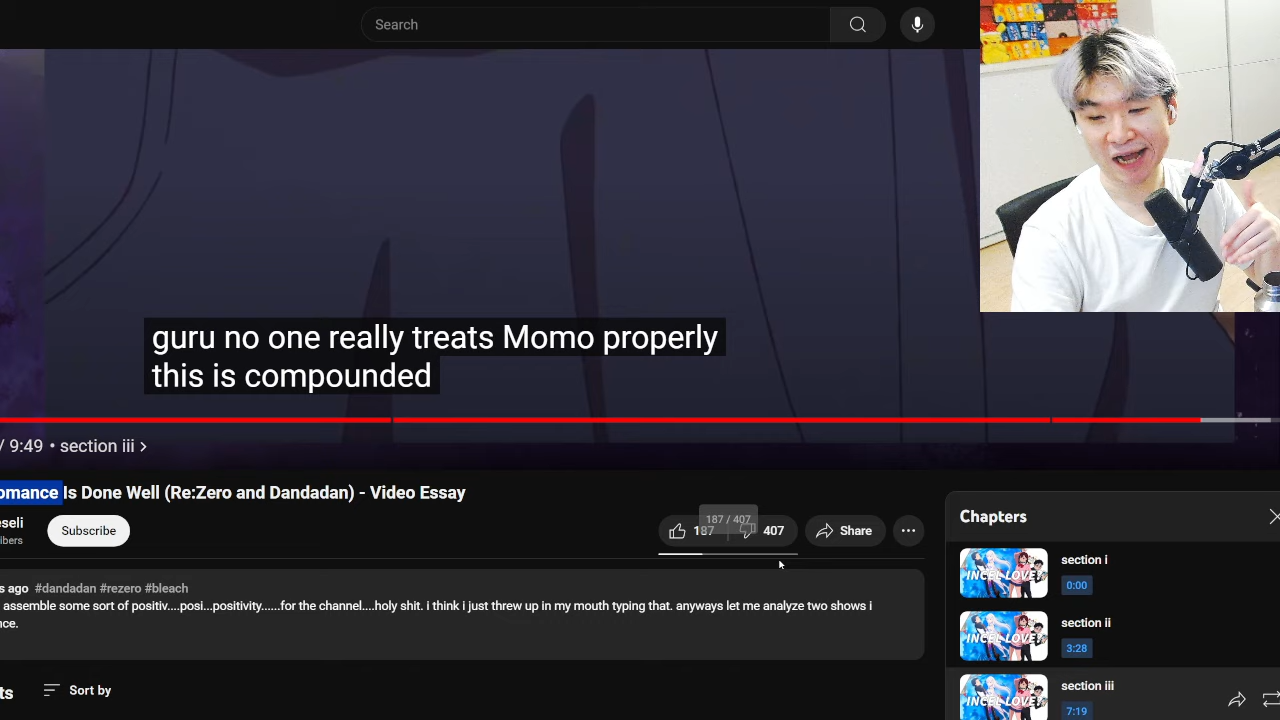 Search
guru no one really treats Momo properly
this is compounded
/ 9:49 • section iii >
omance Is Done Well (Re:Zero and Dandadan) - Video Essay
eseli
ibers
Subscribe
187
187 / 407
407
Share
s ago #dandadan #rezero #bleach
assemble some sort of positiv....posi...positivity......for the channel....holy shit. i think i just threw up in my mouth typing that. anyways let me analyze two shows i
nce.
ts
Sort by
Chapters
INCEL LOVE?
section i
0:00
INCEL LOVE?
section ii
3:28
INCEL LOVE?
section iii
7:19